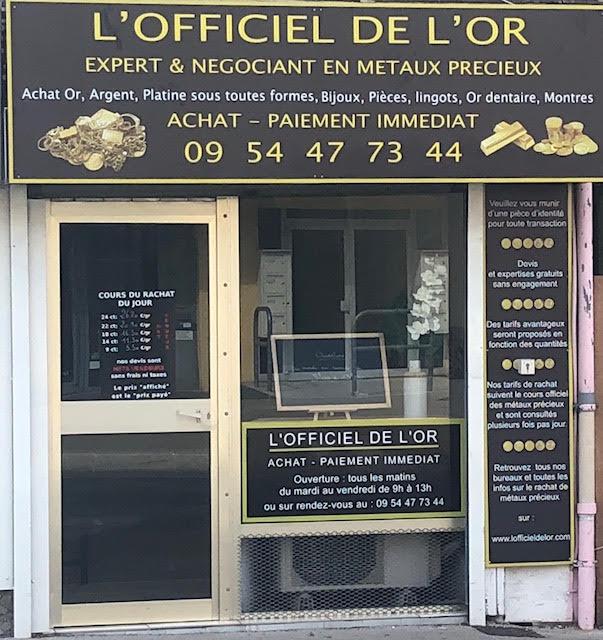 L'OFFICIEL DE L'OR
EXPERT & NEGOCIANT EN METAUX PRECIEUX
Achat Or, Argent, Platine sous toutes formes, Bijoux, Pièces, lingots, Or dentaire, Montres
ACHAT - PAIEMENT IMMEDIAT
09 54 47 73 44
COURS DU RACHAT
DU JOUR
24 ct: €/gr
22 ct: €/gr
18 ct: €/gr
14 ct: €/gr
9 ct: €/gr
nos devis sont
sans frais ni taxes
Le prix "affiché"
est le "prix payé"
L'OFFICIEL DE L'OR
ACHAT - PAIEMENT IMMEDIAT
Ouverture : tous les matins
du mardi au vendredi de 9h à 13h
ou sur rendez-vous au : 09 54 47 73 44
Veuillez vous munir
d'une pièce d'identité
pour toute transaction
Devis
et expertises gratuits
sans engagement
Des tarifs avantageux
seront proposés en
fonction des quantités
Nos tarifs de rachat
suivent le cours officiel
des métaux précieux
et sont consultés
plusieurs fois pas jour.
Retrouvez tous nos
bureaux et toutes les
infos sur le rachat de
métaux précieux
sur :
www.lofficieldelor.com